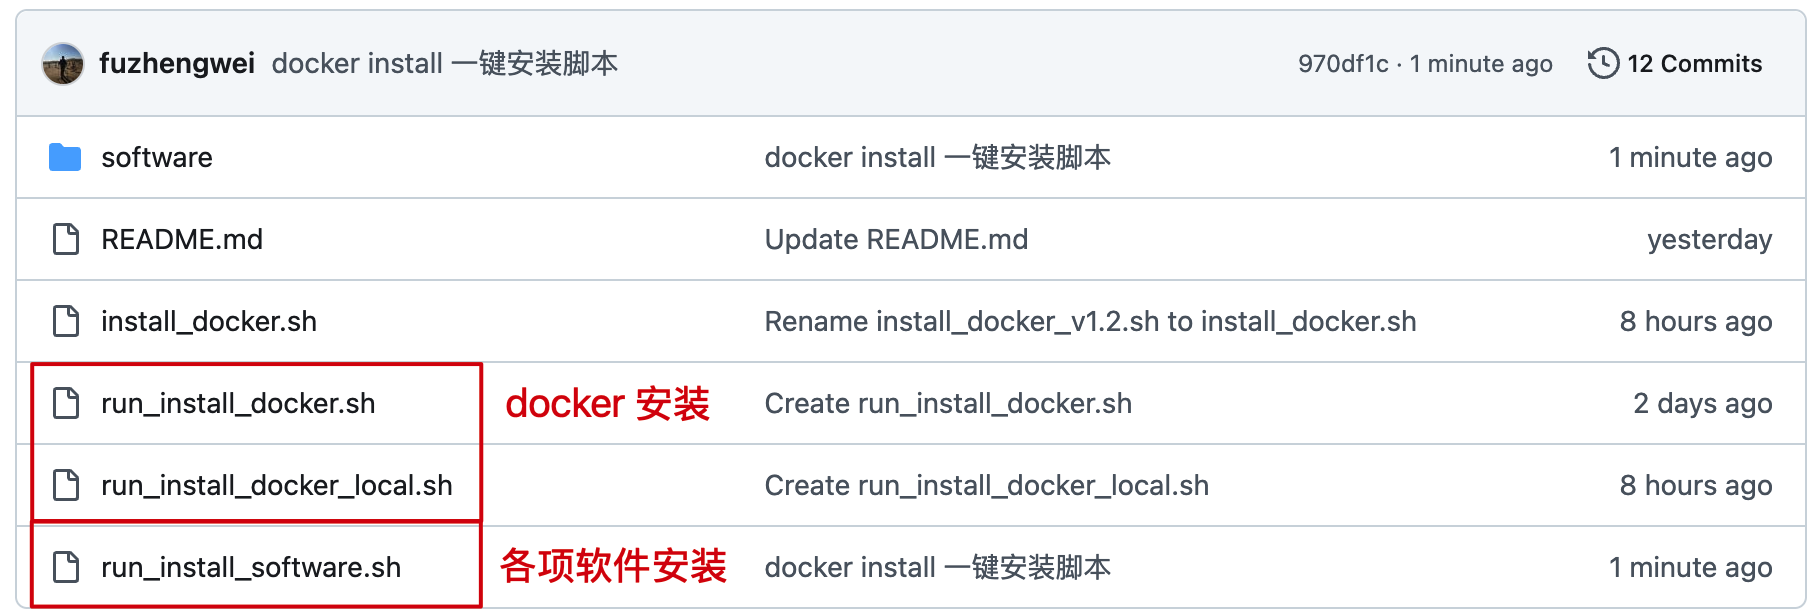 fuzhengwei docker install 一键安装脚本 970df1c · 1 minute ago 12 Commits
software docker install 一键安装脚本 1 minute ago
README.md Update README.md yesterday
install_docker.sh Rename install_docker_v1.2.sh to install_docker.sh 8 hours ago
run_install_docker.sh docker 安装 Create run_install_docker.sh 2 days ago
run_install_docker_local.sh Create run_install_docker_local.sh 8 hours ago
run_install_software.sh 各项软件安装 docker install 一键安装脚本 1 minute ago